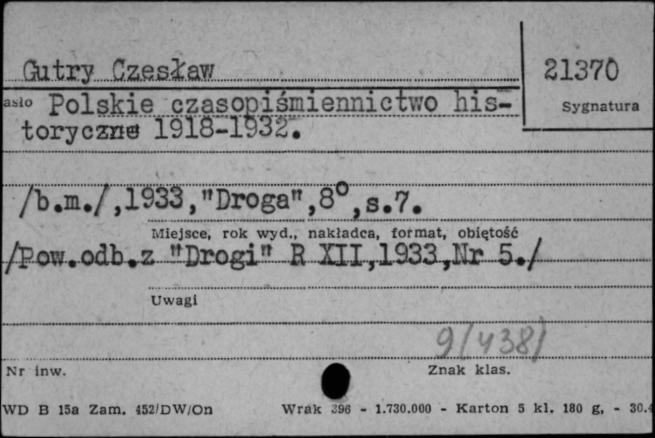 Gutry Czesław
21370
Sygnatura
asło Polskie czasopiśmiennictwo his-
toryczne 1918-1932.
/b.m./,1933,"Droga",8°,s.7.
Miejsce, rok wyd., nakładca, format, obiętość
/Pow.odb.z "Drogi" R XII,1933,Nr 5./
Uwagi
9(438)
Nr inw.
Znak klas.
WD B 15a Zam. 452/DW/On Wrak 396 - 1.730.000 - Karton 5 kl. 180 g. - 30.4